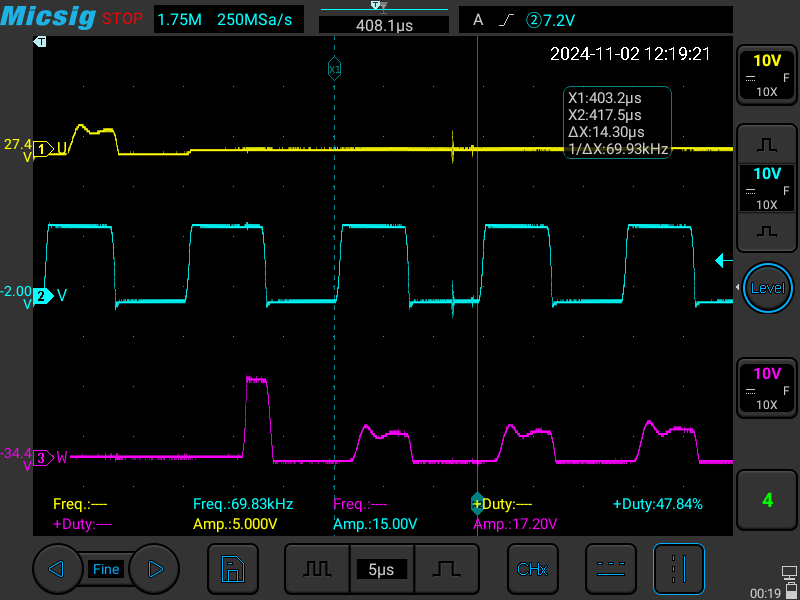 Micsig STOP 1.75M 250MSa/s 408.1µs A ②7.2V
T
T
2024-11-02 12:19:21
10V
F
10X
X1
X1:403.2µs
X2:417.5µs
ΔX:14.30µs
1/ΔX:69.93kHz
27.4
V
1 U
10V
F
10X
-2.00
V
2 V
Level
10V
F
10X
-34.4
V
3 W
Freq.:---- Freq.:69.83kHz Freq.:---- +Duty:---- +Duty:47.84%
+Duty:---- Amp.:5.000V Amp.:15.00V Amp.:17.20V
4
Fine 5µs CHx
00:19